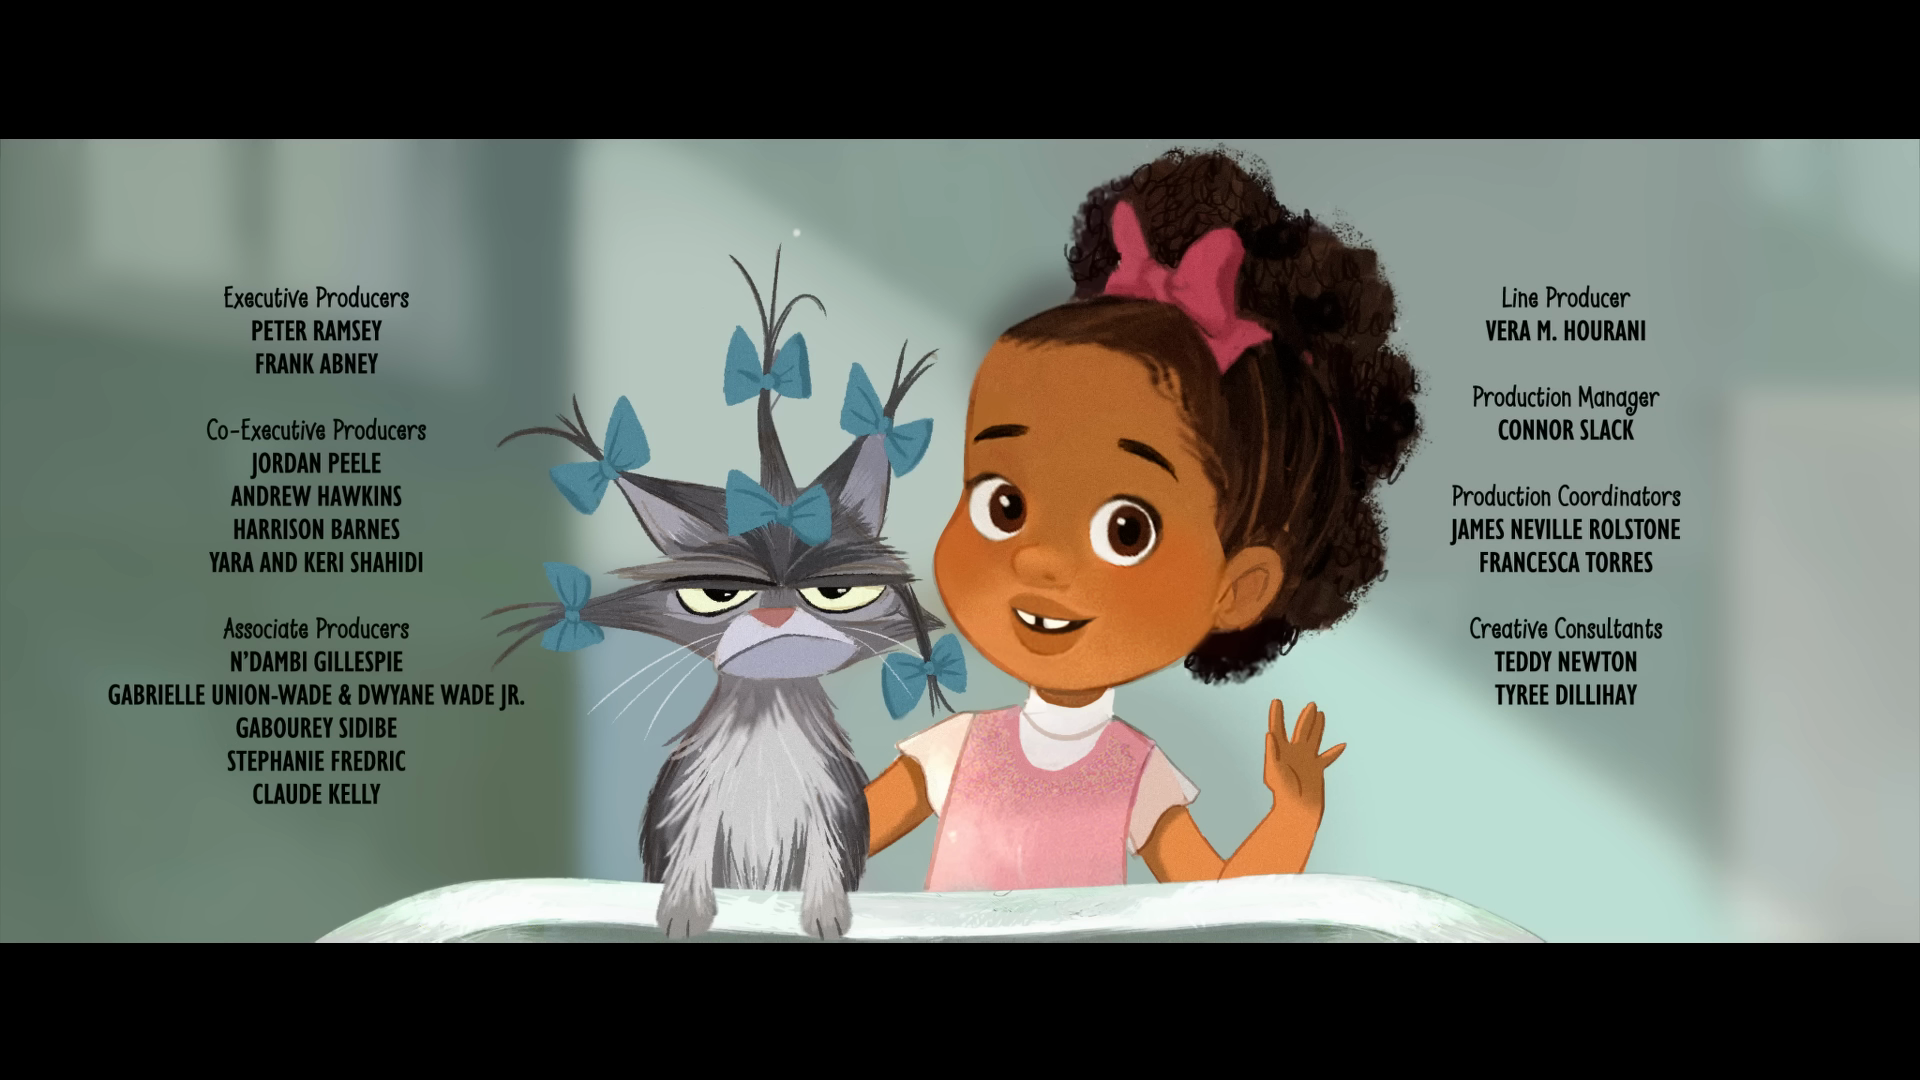 Executive Producers
PETER RAMSEY
FRANK ABNEY
Co-Executive Producers
JORDAN PEELE
ANDREW HAWKINS
HARRISON BARNES
YARA AND KERI SHAHIDI
Associate Producers
N'DAMBI GILLESPIE
GABRIELLE UNION-WADE & DWYANE WADE JR.
GABOUREY SIDIBE
STEPHANIE FREDRIC
CLAUDE KELLY
Line Producer
VERA M. HOURANI
Production Manager
CONNOR SLACK
Production Coordinators
JAMES NEVILLE ROLSTONE
FRANCESCA TORRES
Creative Consultants
TEDDY NEWTON
TYREE DILLIHAY